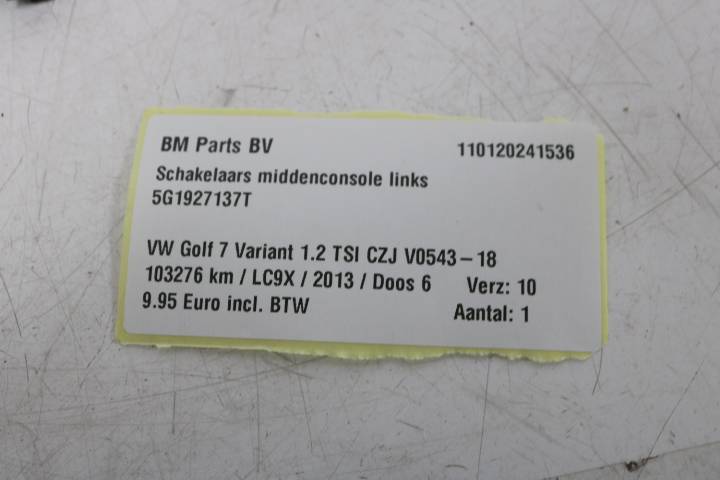 BM Parts BV 110120241536
Schakelaars middenconsole links
5G1927137T
VW Golf 7 Variant 1.2 TSI CZJ V0543-18
103276 km / LC9X / 2013 / Doos 6 Verz: 10
9.95 Euro incl. BTW Aantal: 1